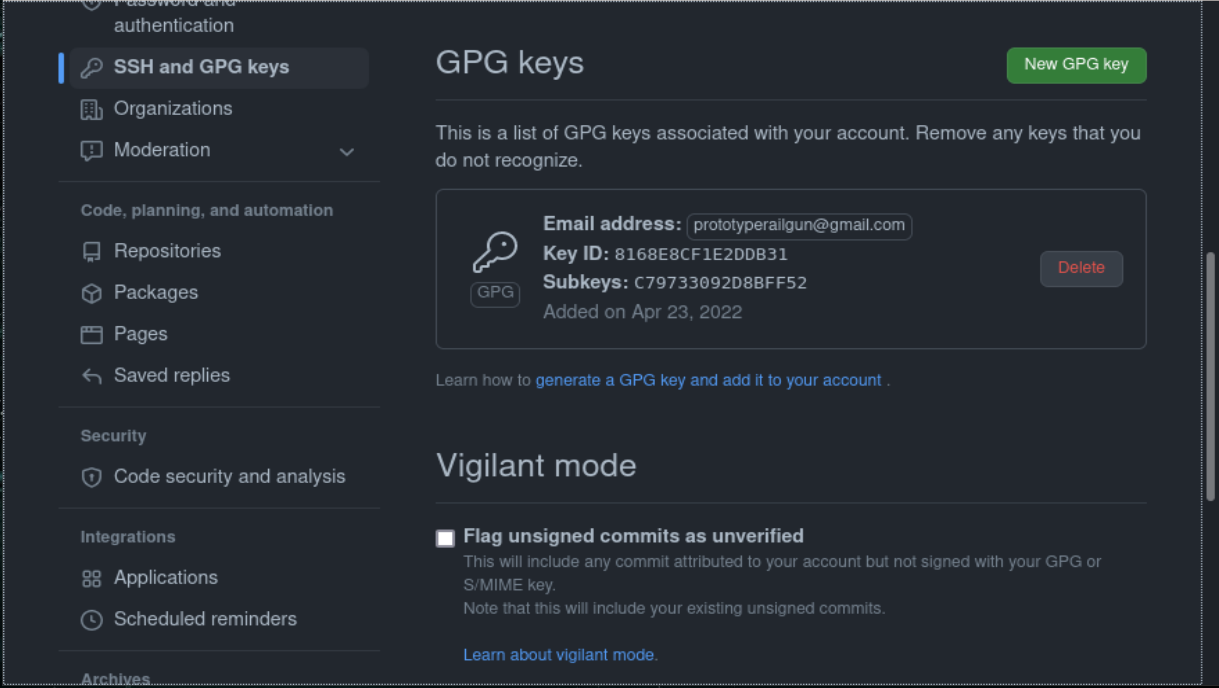 Password and
authentication
SSH and GPG keys
Organizations
Moderation
Code, planning, and automation
Repositories
Packages
Pages
Saved replies
Security
Code security and analysis
Integrations
Applications
Scheduled reminders
Archives
GPG keys
New GPG key
This is a list of GPG keys associated with your account. Remove any keys that you
do not recognize.
GPG
Email address: prototyperailgun@gmail.com
Key ID: 8168E8CF1E2DDB31
Subkeys: C79733092D8BFF52
Added on Apr 23, 2022
Delete
Learn how to generate a GPG key and add it to your account .
Vigilant mode
Flag unsigned commits as unverified
This will include any commit attributed to your account but not signed with your GPG or
S/MIME key.
Note that this will include your existing unsigned commits.
Learn about vigilant mode.